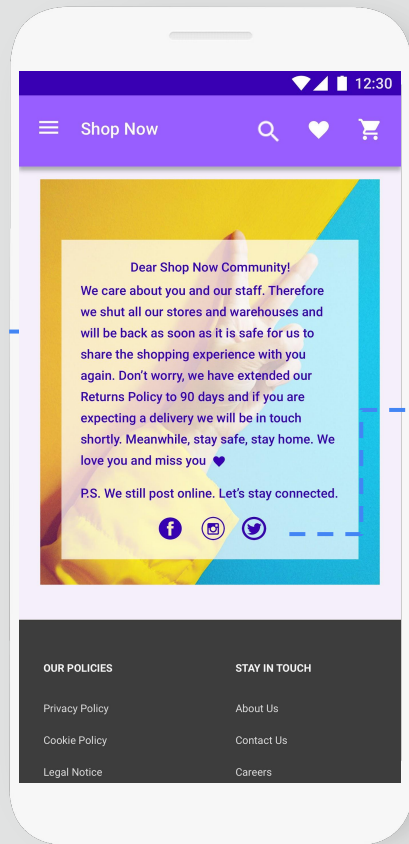 12:30
Shop Now
Dear Shop Now Community!
We care about you and our staff. Therefore
we shut all our stores and warehouses and
will be back as soon as it is safe for us to
share the shopping experience with you
again. Don't worry, we have extended our
Returns Policy to 90 days and if you are
expecting a delivery we will be in touch
shortly. Meanwhile, stay safe, stay home. We
love you and miss you
P.S. We still post online. Let's stay connected.
OUR POLICIES
Privacy Policy
Cookie Policy
Legal Notice
STAY IN TOUCH
About Us
Contact Us
Careers